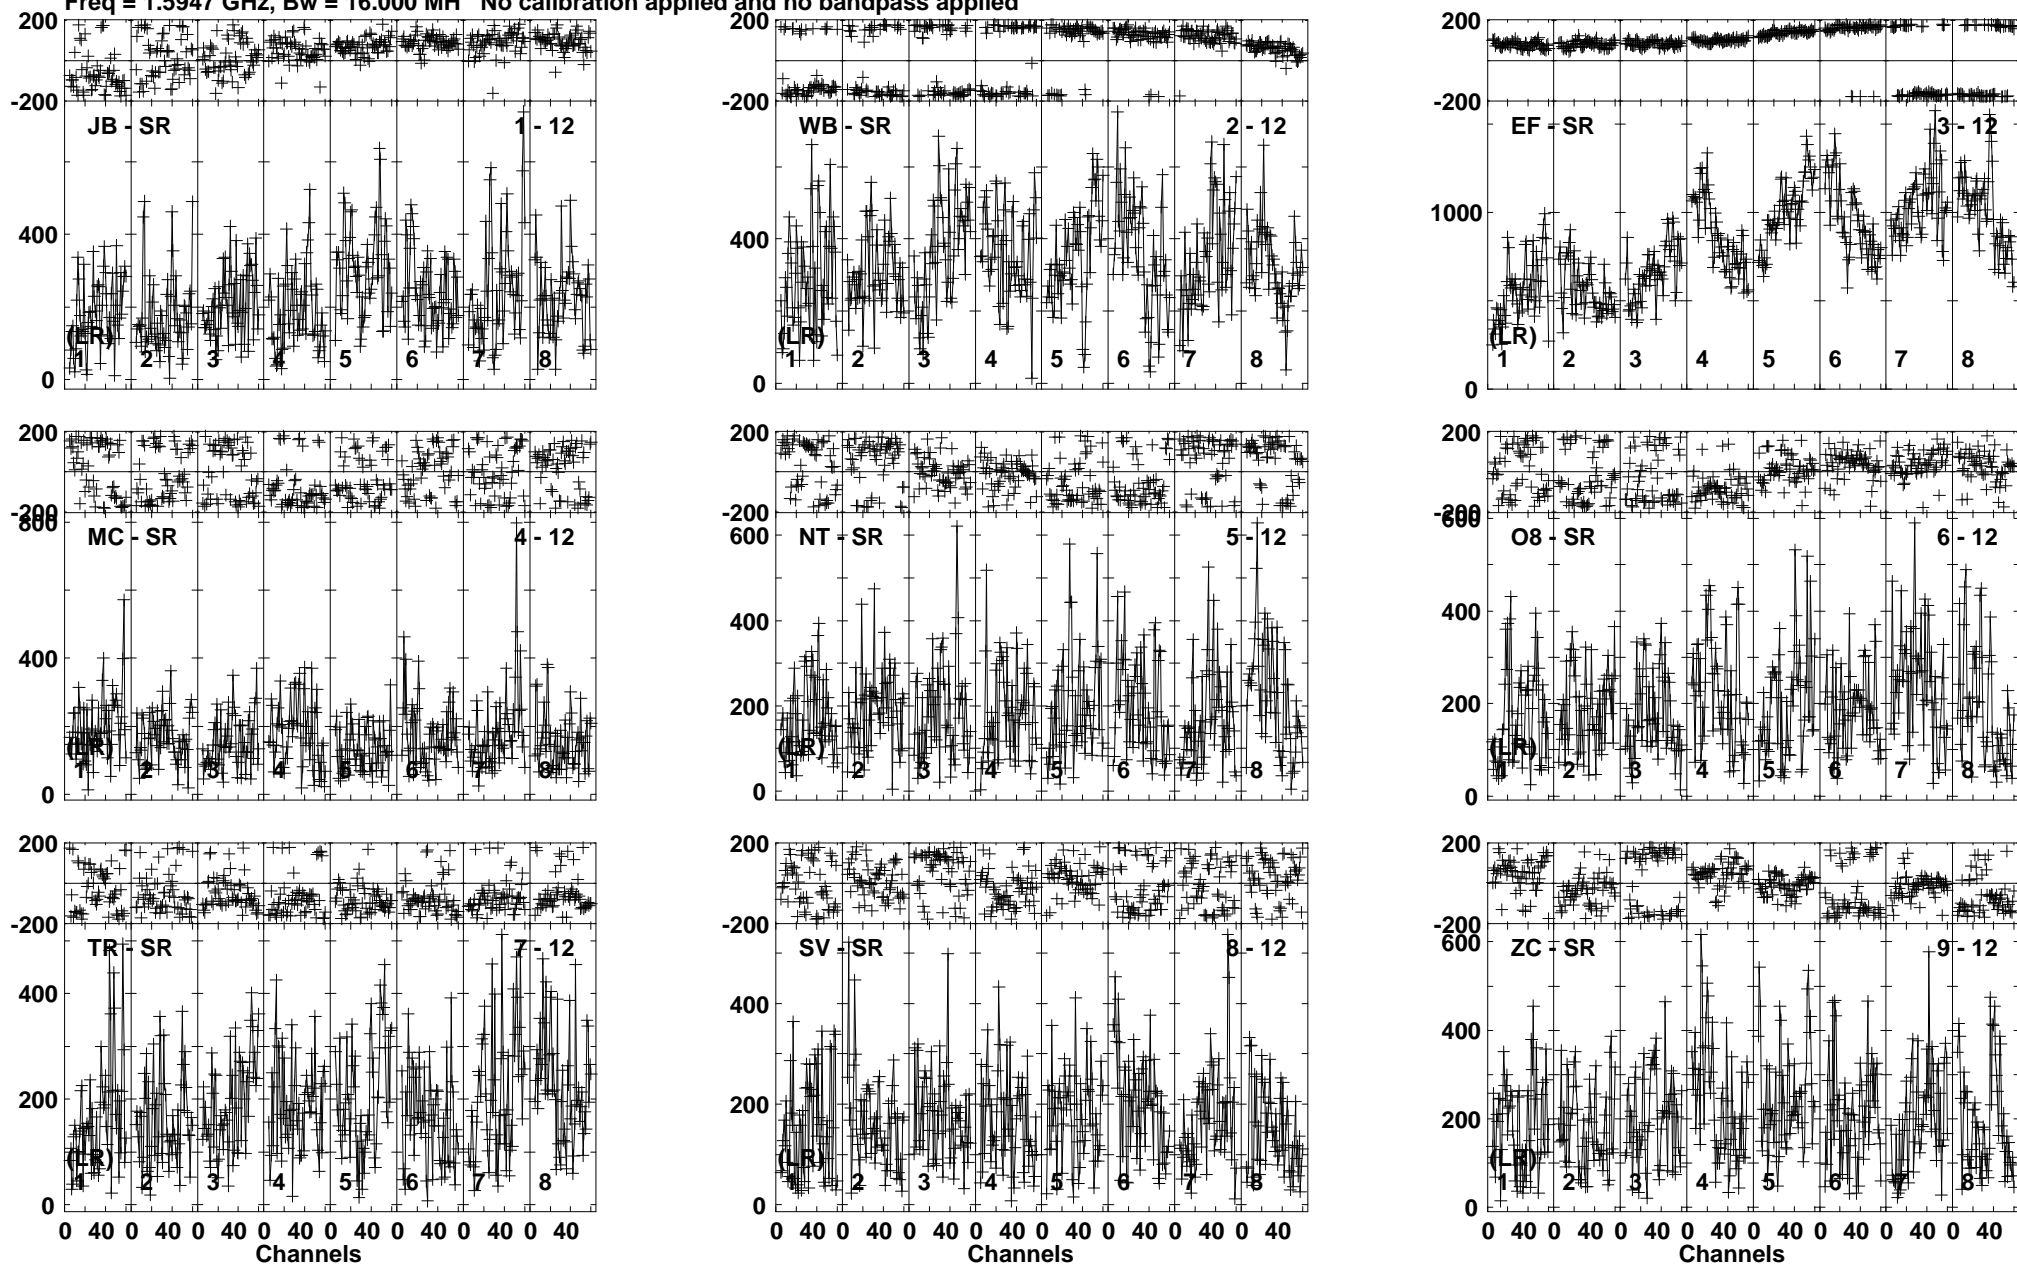 Freq = 1.5947 GHz, Bw = 16.000 MH No calibration applied and no bandpass applied
200
-200
JB - SR
1 - 12
400
0
(LR)
1 2 3 4 5 6 7 8
200
-200
WB - SR
2 - 12
400
0
(LR)
1 2 3 4 5 6 7 8
200
-200
EF - SR
3 - 12
1000
0
(LR)
1 2 3 4 5 6 7 8
200
-200
800
MC - SR
4 - 12
400
0
(LR)
1 2 3 4 5 6 7 8
200
-200
600
NT - SR
5 - 12
400
200
0
(LR)
1 2 3 4 5 6 7 8
200
-200
600
O8 - SR
6 - 12
400
200
0
(LR)
1 2 3 4 5 6 7 8
200
-200
TR - SR
7 - 12
400
200
0
(LR)
1 2 3 4 5 6 7 8
0 40 0 40 0 40 0 40 0 40 0 40 0 40 0 40
Channels
200
-200
SV - SR
8 - 12
400
200
0
(LR)
1 2 3 4 5 6 7 8
0 40 0 40 0 40 0 40 0 40 0 40 0 40 0 40
Channels
200
-200
600
ZC - SR
9 - 12
400
200
0
(LR)
1 2 3 4 5 6 7 8
0 40 0 40 0 40 0 40 0 40 0 40 0 40 0 40
Channels